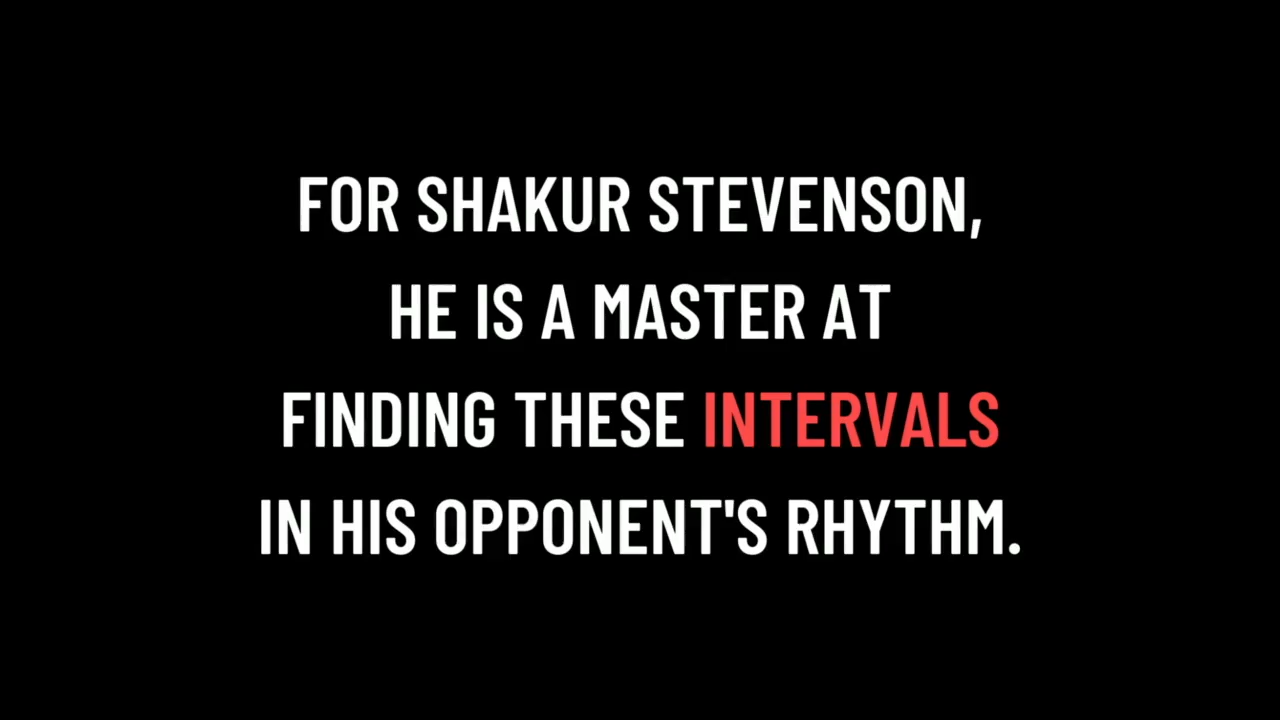 FOR SHAKUR STEVENSON,
HE IS A MASTER AT
FINDING THESE INTERVALS
IN HIS OPPONENT'S RHYTHM.